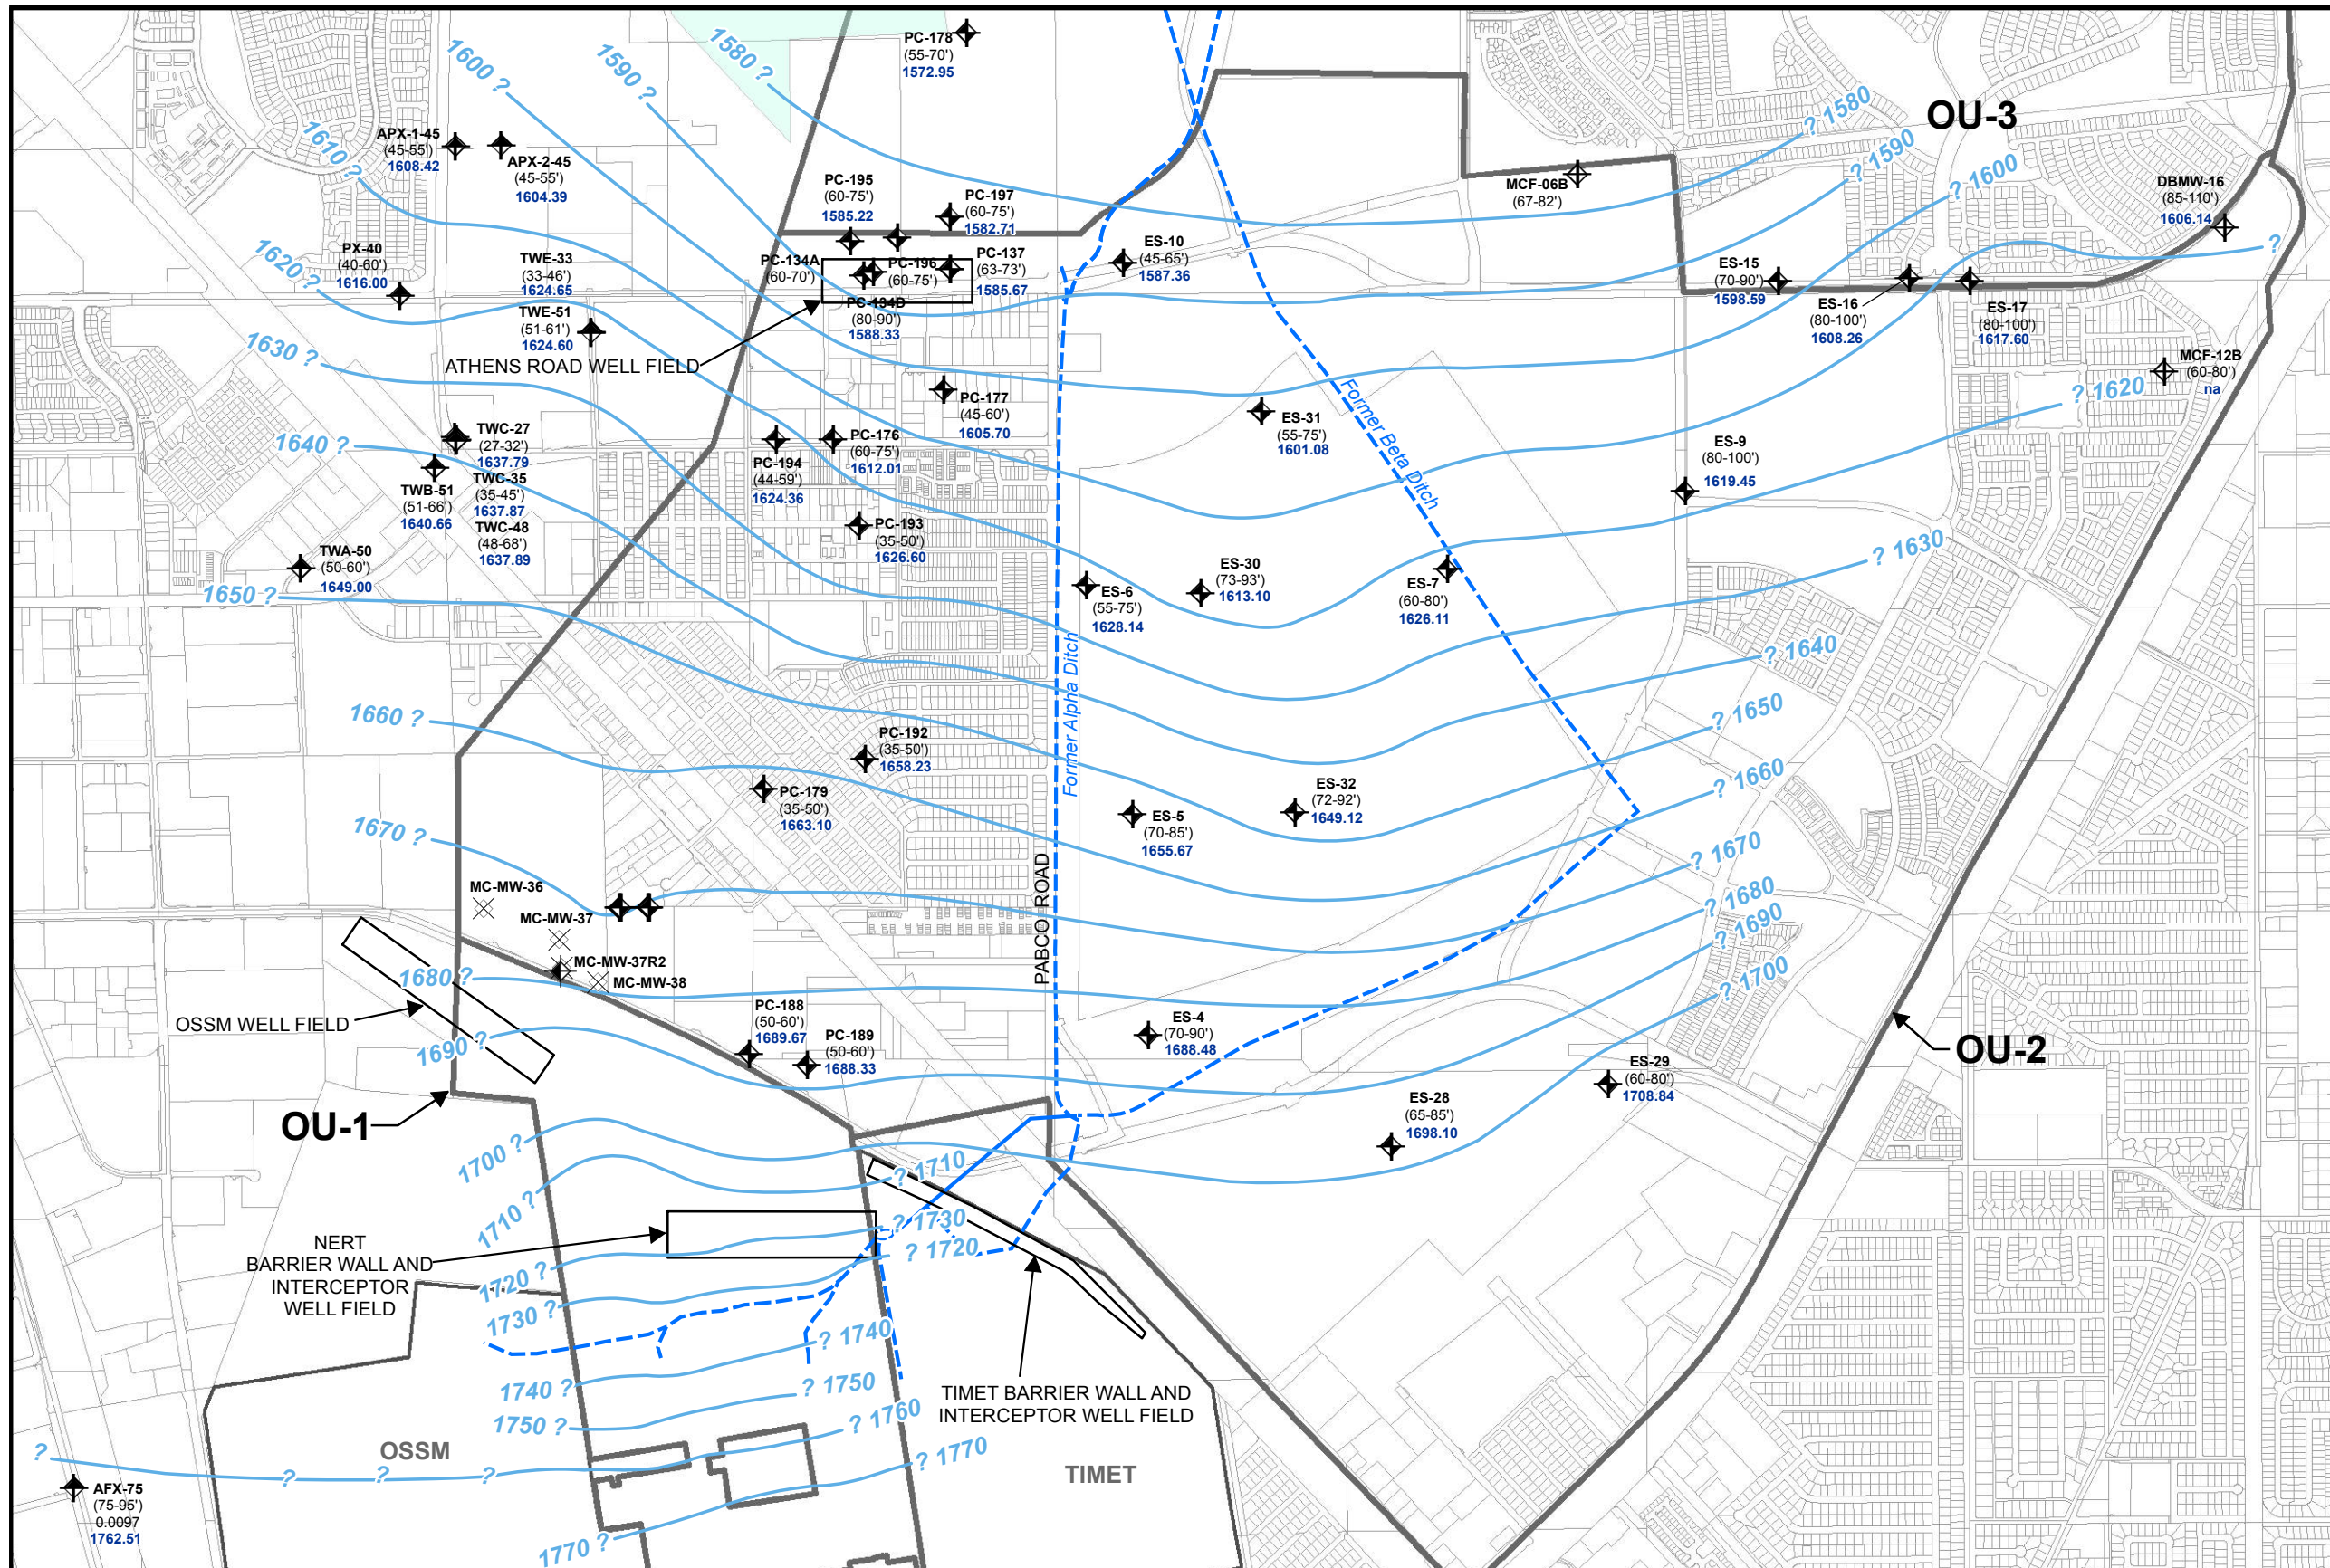 PC-178
(55-70')
1572.95
1580 ?
1590 ?
1600 ?
1610 ?
1620 ?
1630 ?
1640 ?
1650 ?
1660 ?
1670 ?
1680 ?
1690 ?
1700 ?
1710 ?
1720 ?
1730 ?
1740 ?
1750 ?
1770 ?
? 1580
? 1590
? 1600
?
? 1620
? 1630
? 1640
? 1650
? 1660
? 1670
? 1680
? 1690
? 1700
? 1710
? 1730
? 1720
? 1740
? 1750
? 1760
? 1770
?
?
?
?
OU-3
APX-1-45
(45-55')
1608.42
APX-2-45
(45-55')
1604.39
PC-195
(60-75')
1585.22
PC-197
(60-75')
1582.71
MCF-06B
(67-82')
DBMW-16
(85-110')
1606.14
PX-40
(40-60')
1616.00
TWE-33
(33-46')
1624.65
TWE-51
(51-61')
1624.60
PC-134A
(60-70')
PC-196
(60-75')
PC-137
(63-73')
1585.67
PC-134D
(80-90')
1588.33
ES-10
(45-65')
1587.36
ES-15
(70-90')
1598.59
ES-16
(80-100')
1608.26
ES-17
(80-100')
1617.60
MCF-12B
(60-80')
na
ATHENS ROAD WELL FIELD
PC-177
(45-60')
1605.70
PC-176
(60-75')
1612.01
PC-194
(44-59')
1624.36
ES-31
(55-75')
1601.08
Former Beta Ditch
ES-9
(80-100')
1619.45
TWC-27
(27-32')
1637.79
TWC-35
(35-45')
1637.87
TWC-48
(48-68')
1637.89
TWB-51
(51-66')
1640.66
TWA-50
(50-60')
1649.00
PC-193
(35-50')
1626.60
ES-6
(55-75')
1628.14
ES-30
(73-93')
1613.10
ES-7
(60-80')
1626.11
Former Alpha Ditch
PC-192
(35-50')
1658.23
PC-179
(35-50')
1663.10
ES-5
(70-85')
1655.67
ES-32
(72-92')
1649.12
PABCO ROAD
MC-MW-36
MC-MW-37
MC-MW-37R2
MC-MW-38
OSSM WELL FIELD
PC-188
(50-60')
1689.67
PC-189
(50-60')
1688.33
ES-4
(70-90')
1688.48
ES-28
(65-85')
1698.10
ES-29
(60-80')
1708.84
OU-2
OU-1
NERT
BARRIER WALL AND
INTERCEPTOR
WELL FIELD
TIMET BARRIER WALL AND
INTERCEPTOR WELL FIELD
OSSM
TIMET
AFX-75
(75-95')
0.0097
1762.51